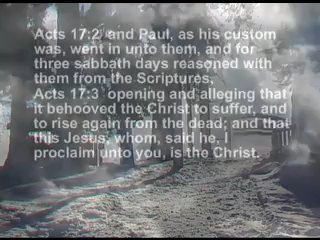 Acts 17:2 and Paul, as his custom
was, went in unto them, and for
three sabbath days reasoned with
them from the Scriptures,
Acts 17:3 opening and alleging that
it behooved the Christ to suffer, and
to rise again from the dead; and that
this Jesus, whom, said he, I
proclaim unto you, is the Christ.